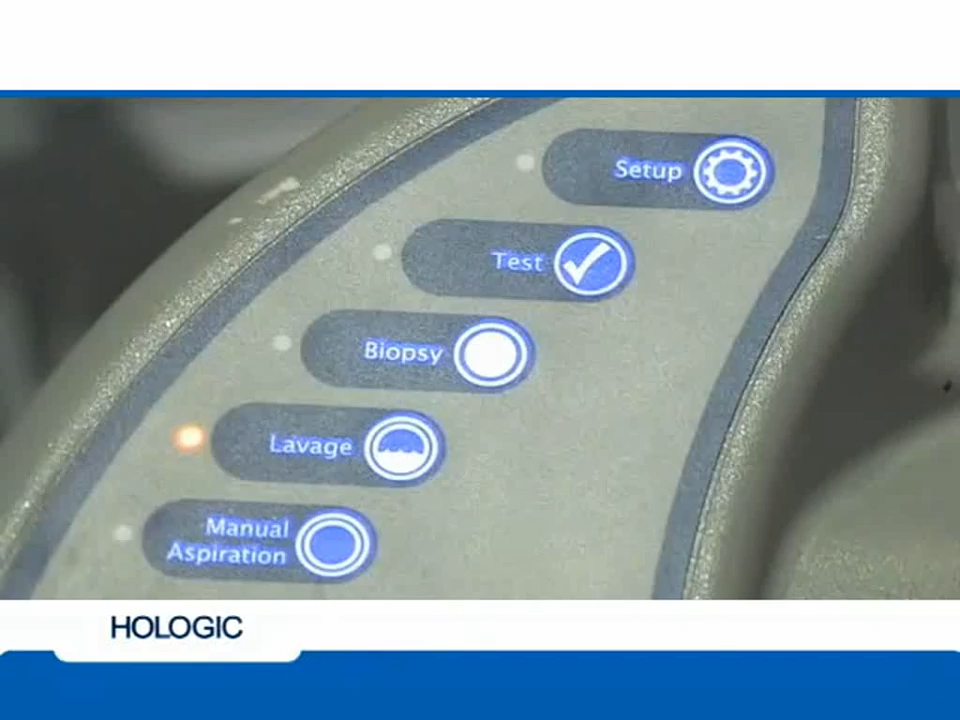 Setup
Test
Biopsy
Lavage
Manual
Aspiration
HOLOGIC